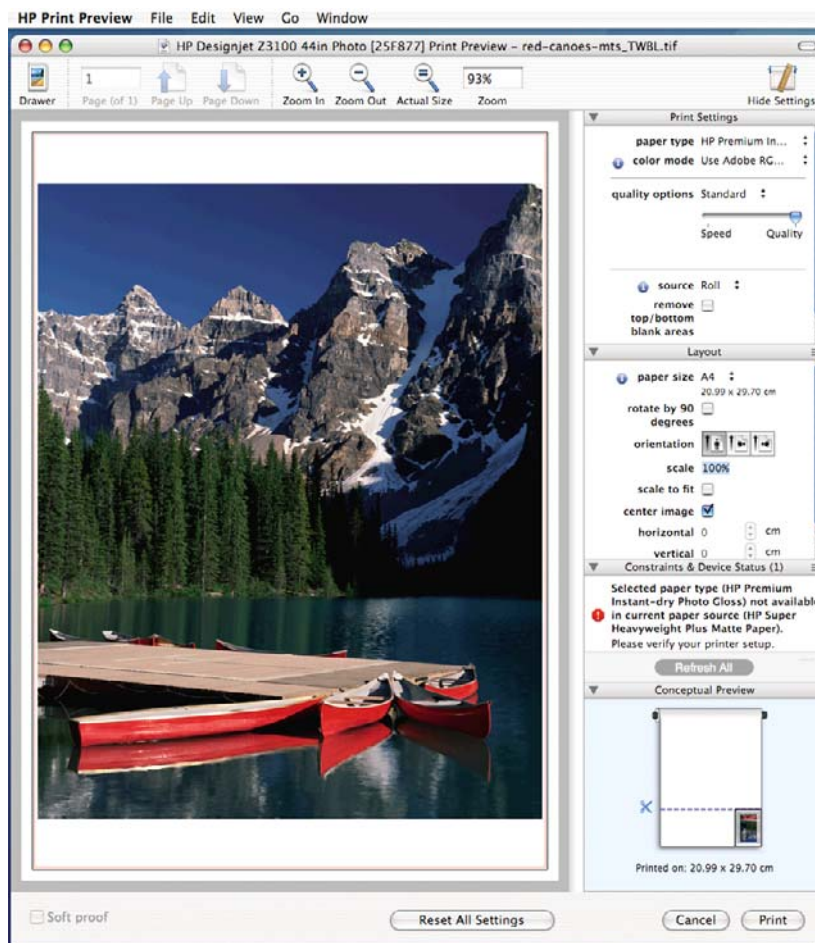 HP Print Preview File Edit View Go Window
HP Designjet Z3100 44in Photo [25F877] Print Preview – red-canoes-mts_TWBL.tif
1
93%
Drawer Page (of 1) Page Up Page Down Zoom In Zoom Out Actual Size Zoom Hide Settings
Print Settings
paper type HP Premium In...
color mode Use Adobe RG...
quality options Standard
Speed Quality
source Roll
remove
top/bottom
blank areas
Layout
paper size A4
20.99 x 29.70 cm
rotate by 90
degrees
orientation
scale 100%
scale to fit
center image
horizontal 0 cm
vertical 0 cm
Constraints & Device Status (1)
Selected paper type (HP Premium
Instant-dry Photo Gloss) not available
in current paper source (HP Super
Heavyweight Plus Matte Paper).
Please verify your printer setup.
Refresh All
Conceptual Preview
Printed on: 20.99 x 29.70 cm
Soft proof
Reset All Settings
Cancel Print